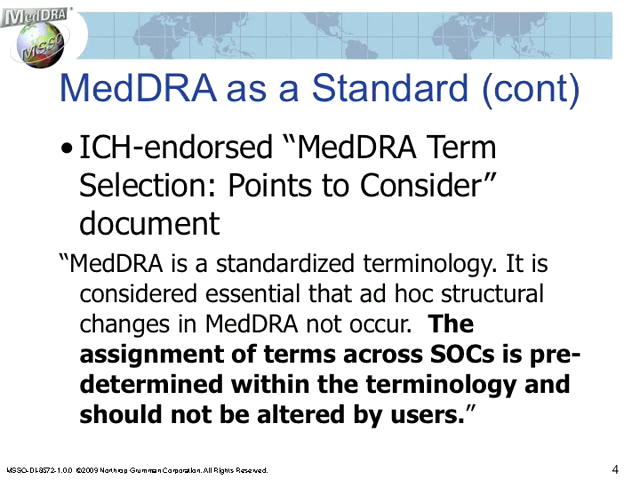 MedDRA
MSSO
MedDRA as a Standard (cont)
• ICH-endorsed “MedDRA Term
Selection: Points to Consider”
document
“MedDRA is a standardized terminology. It is
considered essential that ad hoc structural
changes in MedDRA not occur. The
assignment of terms across SOCs is pre-
determined within the terminology and
should not be altered by users.”
MSSO-DI-8572-1.0.0 ©2009 Northrop Grumman Corporation. All Rights Reserved.
4